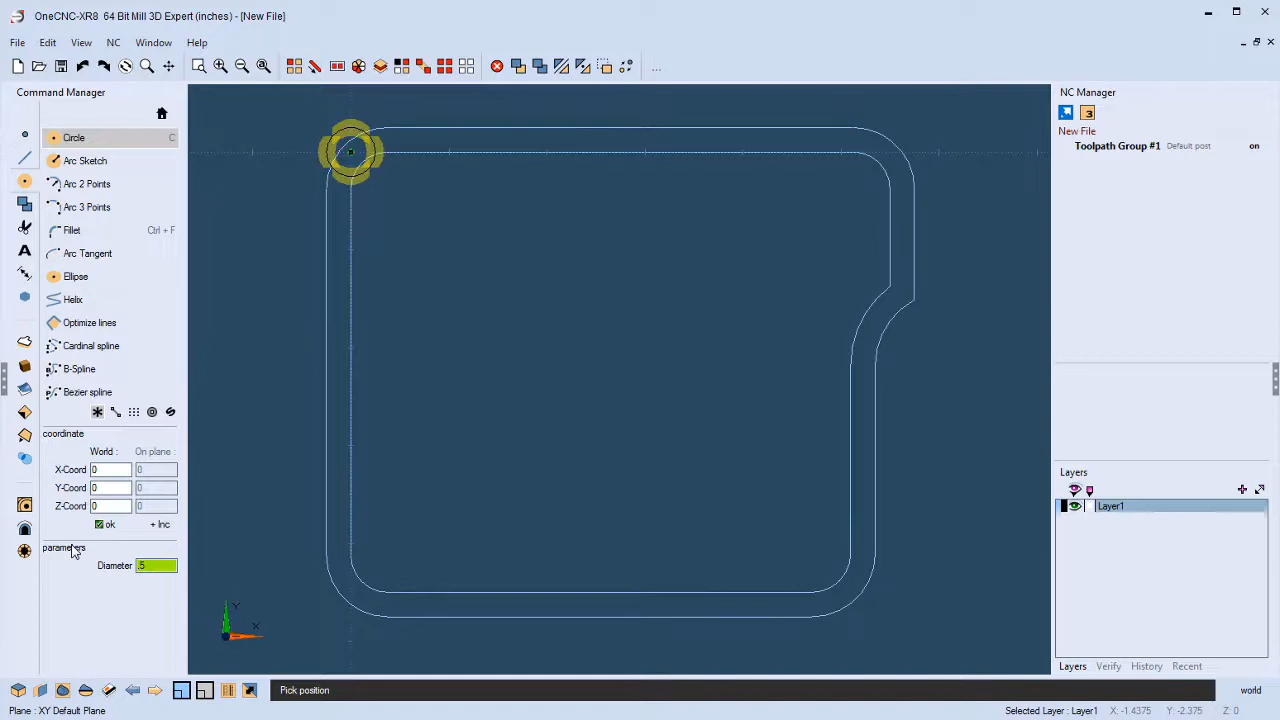 OneCNC-XR8 64 Bit Mill 3D Expert (inches) - [New File]
File Edit View NC Window Help
Command Manager
NC Manager
Circle C
Arc Sketch
Arc 2 Points
Arc 3 Points
Fillet Ctrl + F
Arc Tangent
Ellipse
Helix
Optimize lines
Cardinal spline
B-Spline
Bezier spline
coordinate
World : On plane :
X-Coord 0 0
Y-Coord 0 0
Z-Coord 0 0
ok + Inc
parameters
Diameter .5
Y
X
3
New File
Toolpath Group #1 Default post on
Layers
Layer1
Layers Verify History Recent
Pick position
world
Plane : XY Default Plane
Selected Layer : Layer1 X: -1.4375 Y: -2.375 Z: 0